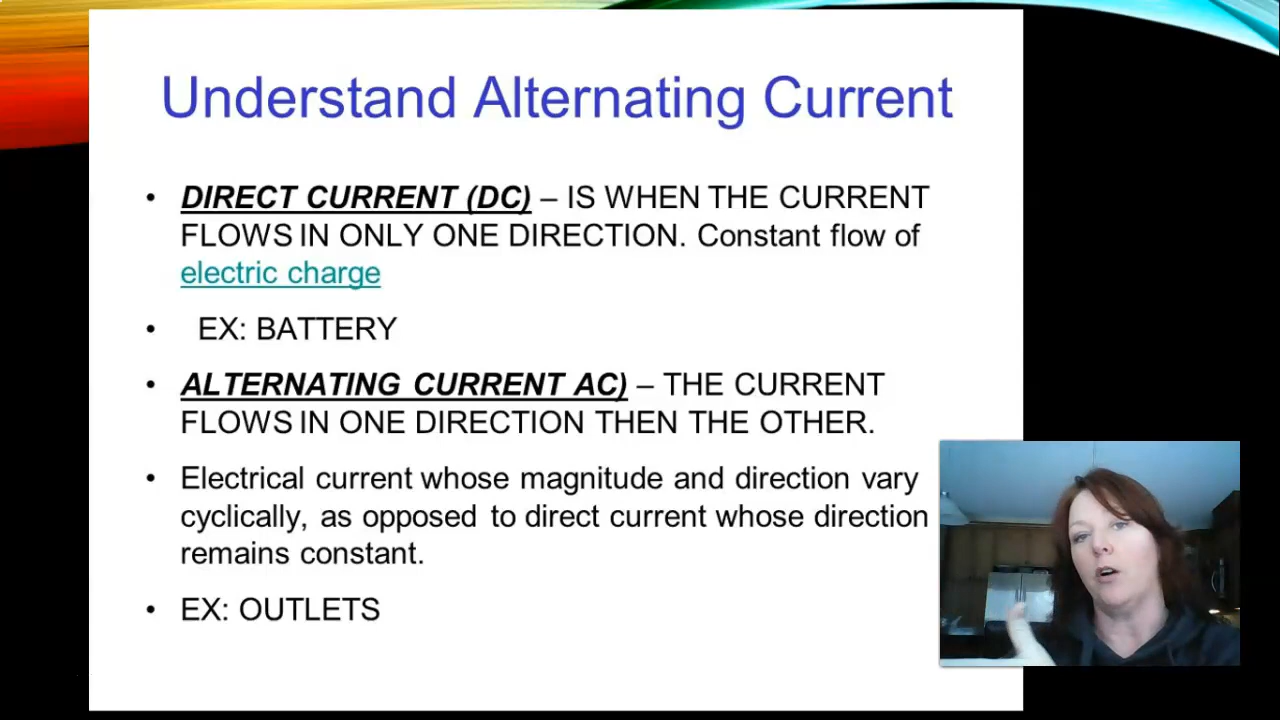 Understand Alternating Current
• DIRECT CURRENT (DC) – IS WHEN THE CURRENT
FLOWS IN ONLY ONE DIRECTION. Constant flow of
electric charge
• EX: BATTERY
• ALTERNATING CURRENT AC) – THE CURRENT
FLOWS IN ONE DIRECTION THEN THE OTHER.
• Electrical current whose magnitude and direction vary
cyclically, as opposed to direct current whose direction
remains constant.
• EX: OUTLETS